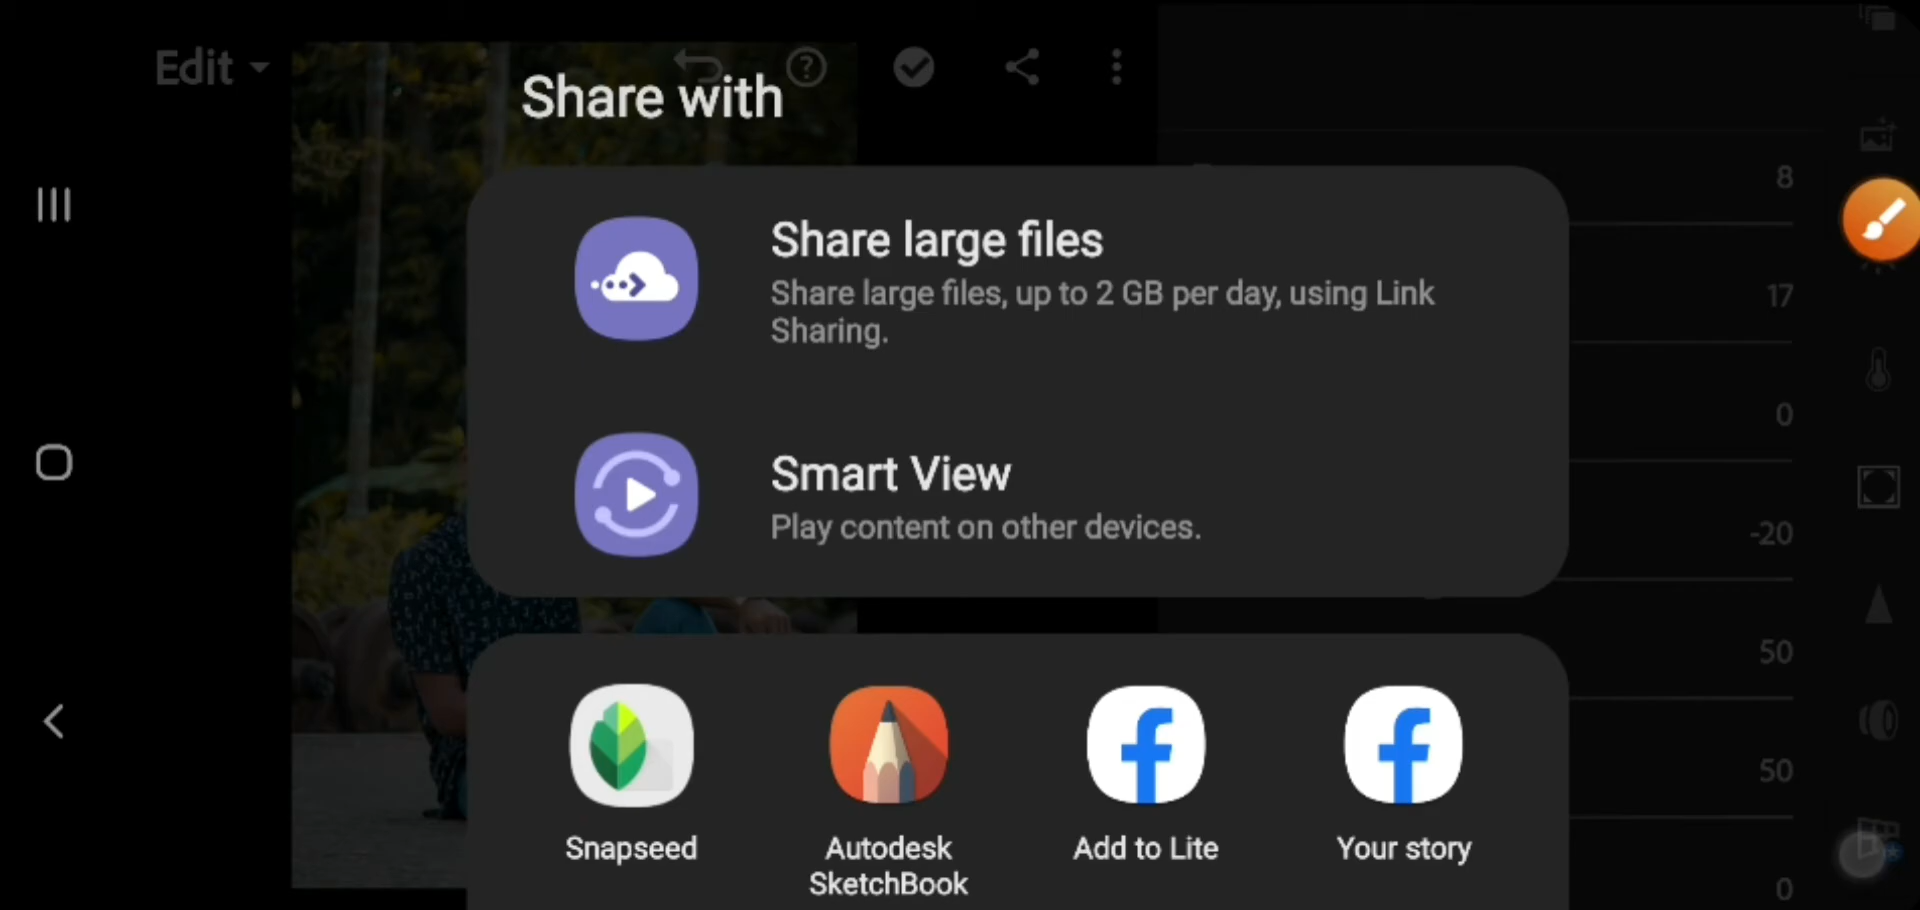 Edit
Share with
8
Share large files
Share large files, up to 2 GB per day, using Link
Sharing.
17
0
Smart View
Play content on other devices.
-20
50
50
Snapseed
Autodesk
SketchBook
Add to Lite
Your story
0